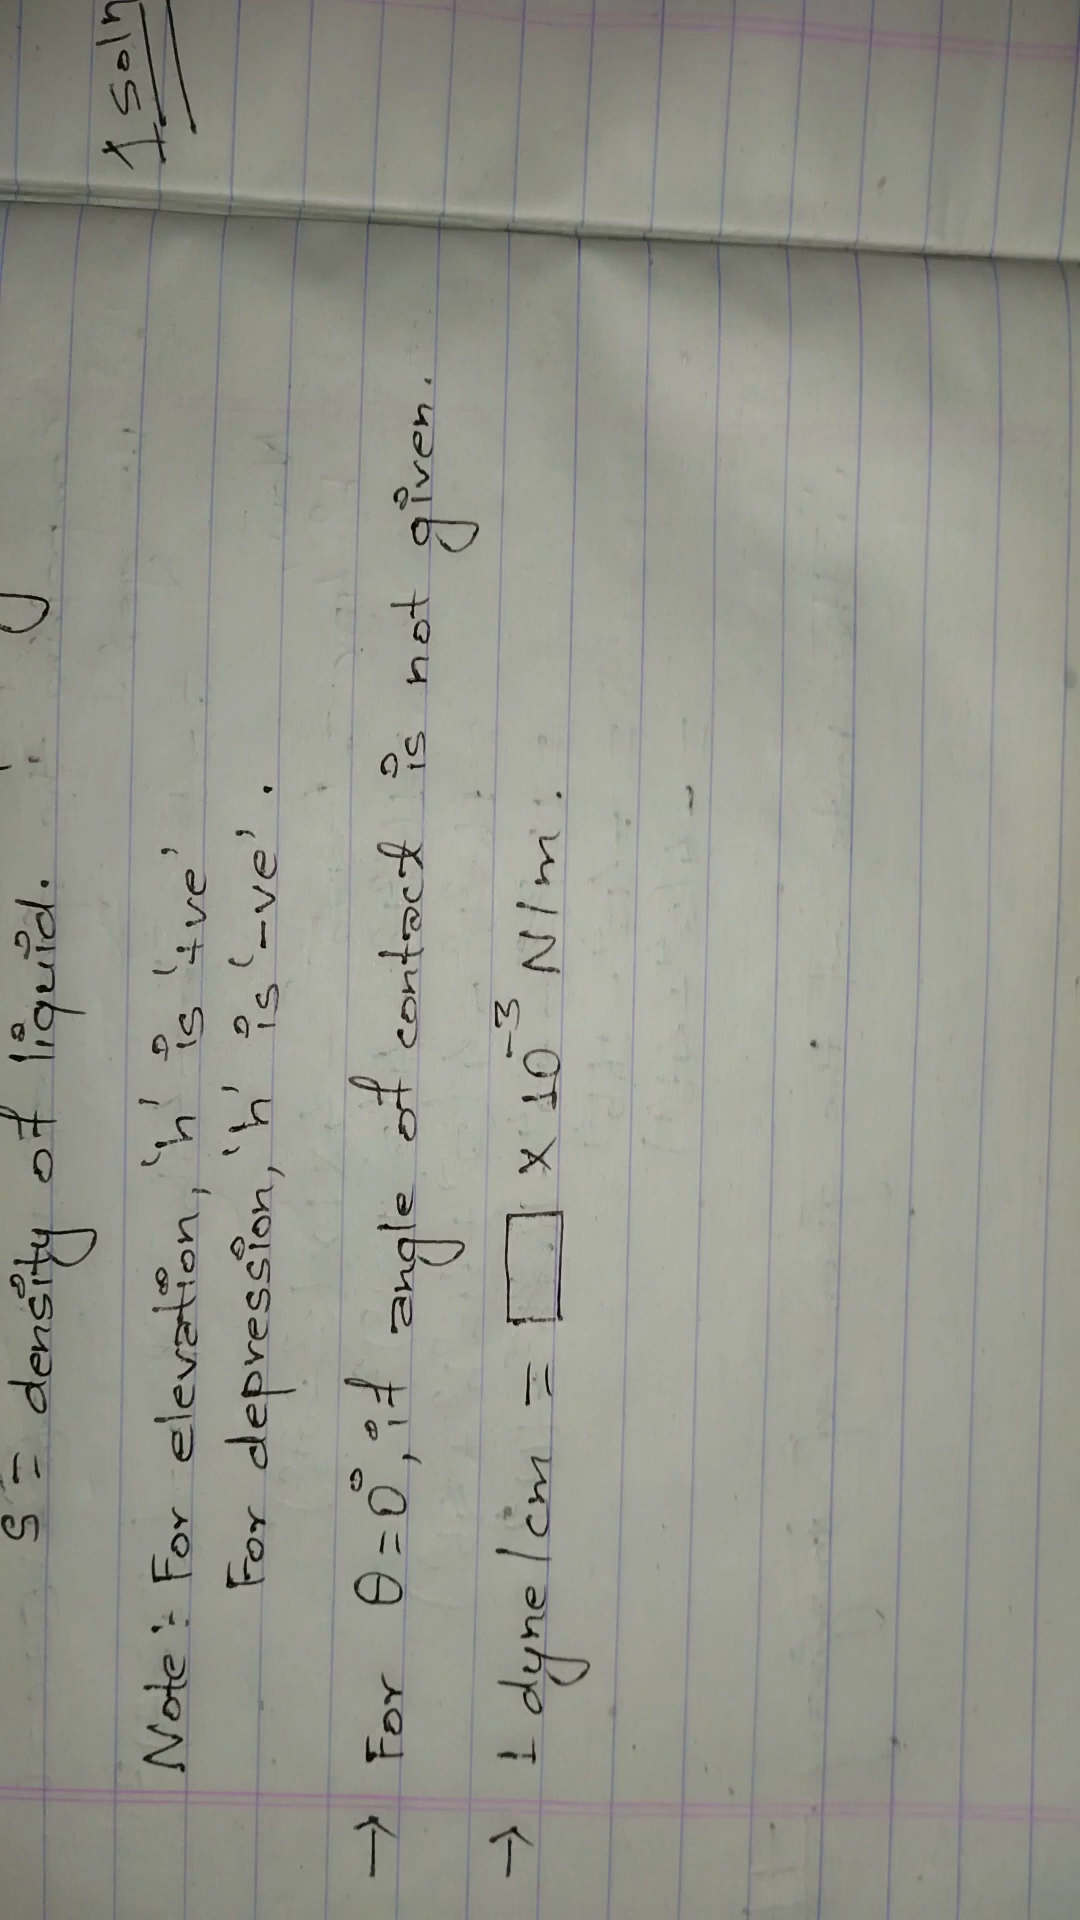 S = density of liquid.
Note:- For elevation, 'h' is '+ve'
For depression, 'h' is '-ve'.
→ For θ = 0°, if angle of contact is not given.
→ 1 dyne/cm = □ × 10⁻³ N/m.
1 soln